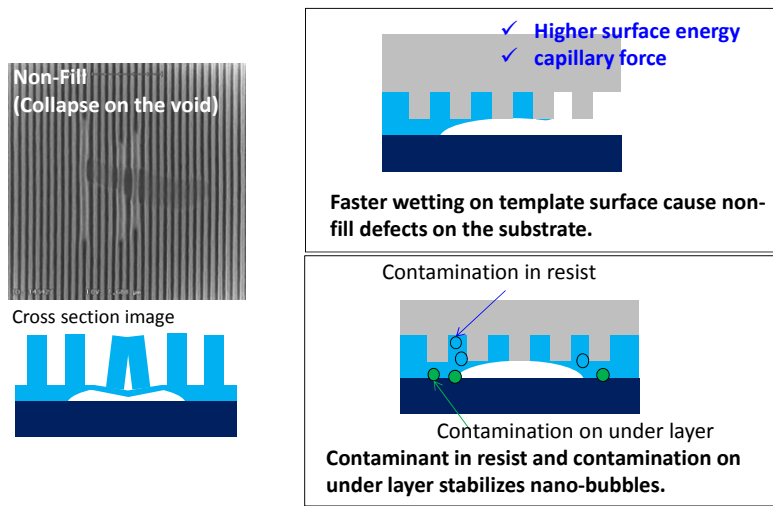 Non-Fill
(Collapse on the void)
Cross section image
✓ Higher surface energy
✓ capillary force
Faster wetting on template surface cause non-
fill defects on the substrate.
Contamination in resist
Contamination on under layer
Contaminant in resist and contamination on
under layer stabilizes nano-bubbles.